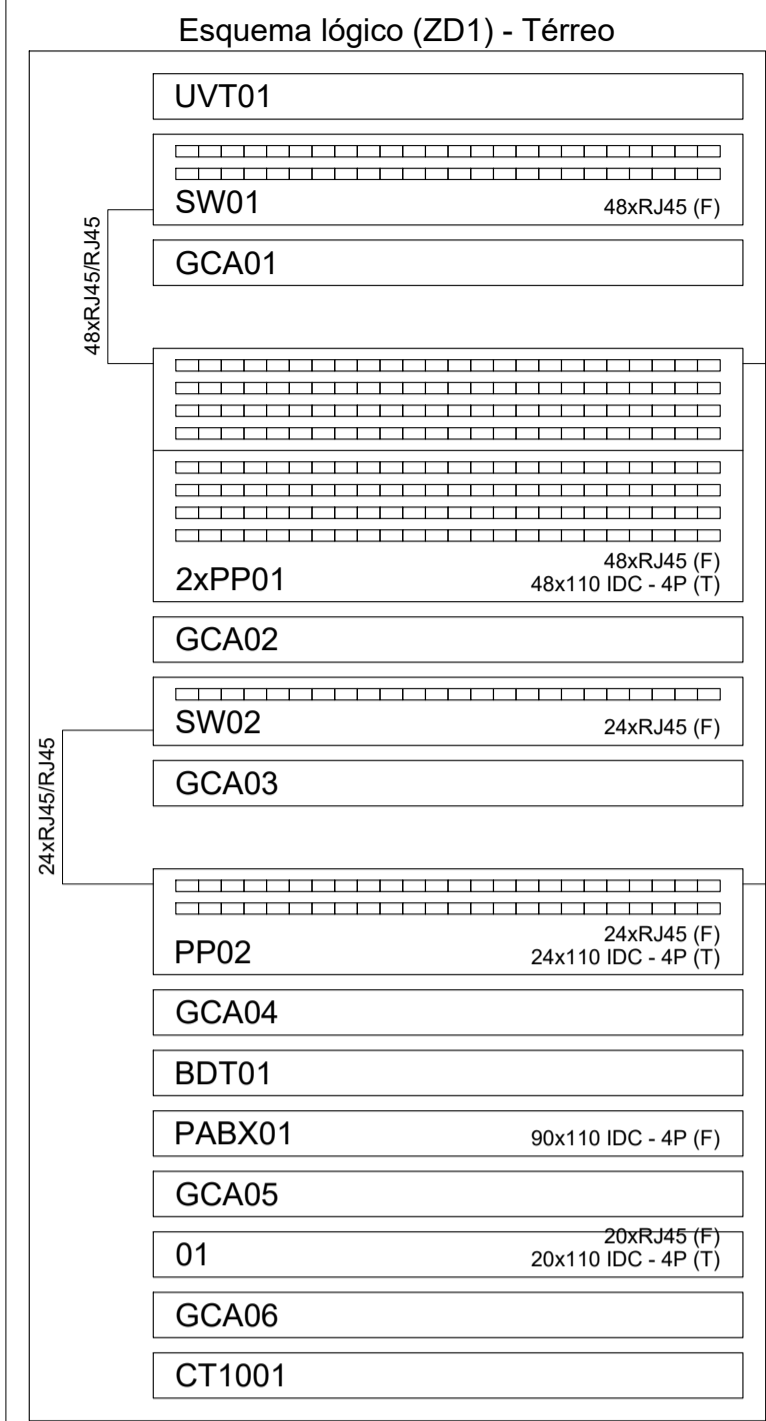 Esquema lógico (ZD1) - Térreo
UVT01
SW01
48xRJ45 (F)
48xRJ45/RJ45
GCA01
2xPP01
48xRJ45 (F)
48x110 IDC - 4P (T)
GCA02
SW02
24xRJ45 (F)
24xRJ45/RJ45
GCA03
PP02
24xRJ45 (F)
24x110 IDC - 4P (T)
GCA04
BDT01
PABX01
90x110 IDC - 4P (F)
GCA05
01
20xRJ45 (F)
20x110 IDC - 4P (T)
GCA06
CT1001